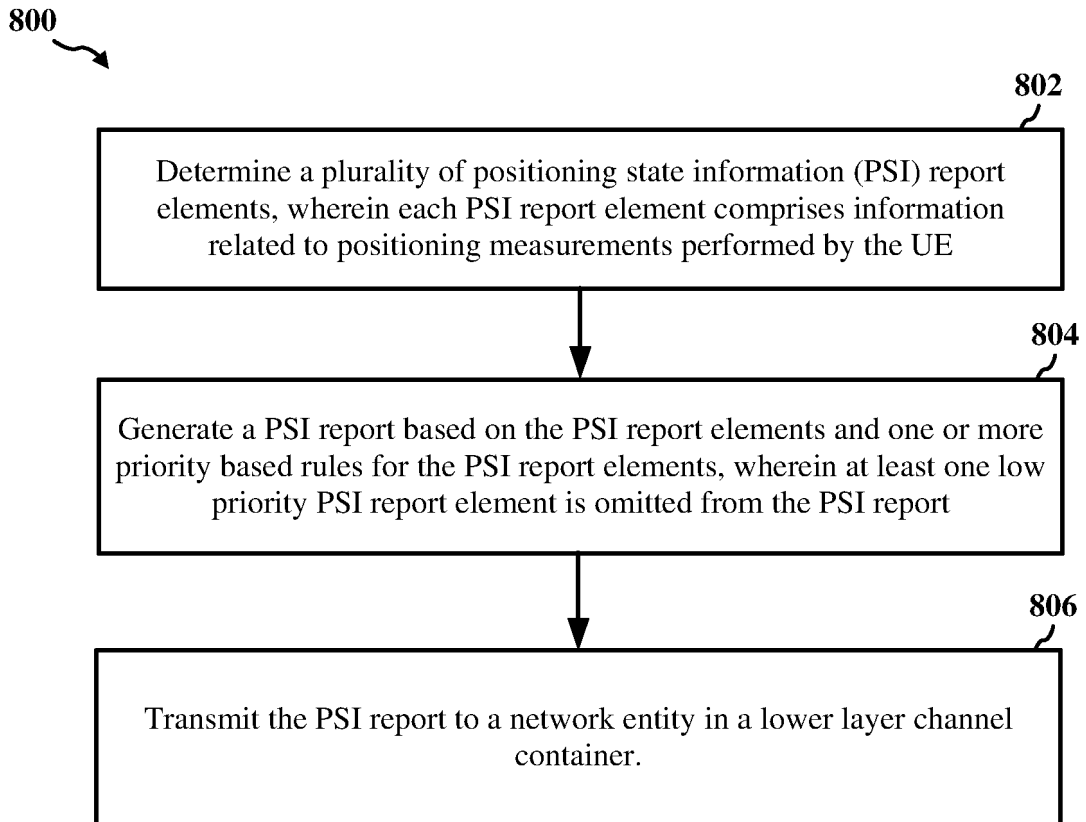 800
802
Determine a plurality of positioning state information (PSI) report
elements, wherein each PSI report element comprises information
related to positioning measurements performed by the UE
804
Generate a PSI report based on the PSI report elements and one or more
priority based rules for the PSI report elements, wherein at least one low
priority PSI report element is omitted from the PSI report
806
Transmit the PSI report to a network entity in a lower layer channel
container.